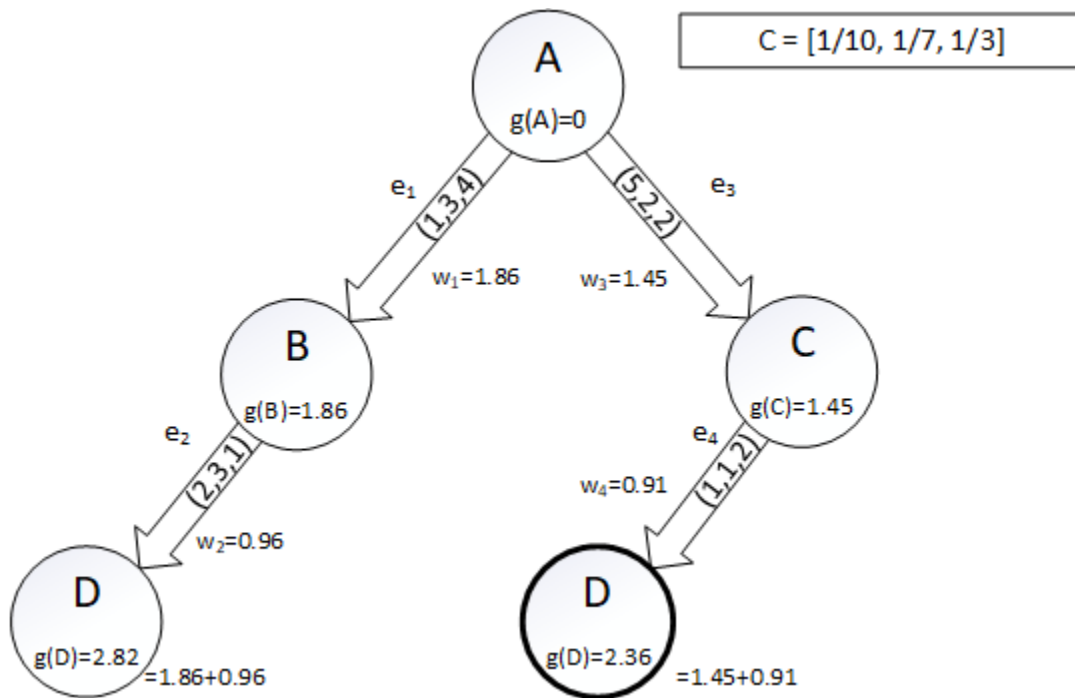 C = [1/10, 1/7, 1/3]
A
g(A)=0
e₁
(1,3,4)
(5,2,2)
e₃
w₁=1.86
w₃=1.45
B
g(B)=1.86
C
g(C)=1.45
e₂
(2,3,1)
e₄
(1,1,2)
w₄=0.91
w₂=0.96
D
g(D)=2.82
=1.86+0.96
D
g(D)=2.36
=1.45+0.91